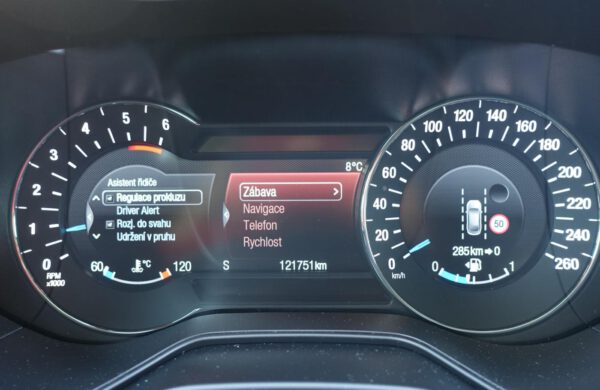 0
1
2
3
4
5
6
RPM
x1000
Asistent řidiče
Regulace prokluzu
Driver Alert
Rozj. do svahu
Udržení v pruhu
60 °C 120
8°C
Zábava >
Navigace
Telefon
Rychlost
S 121751km
0
20
40
60
80
100
120
140
160
180
200
220
240
260
km/h
50
285km→0
0 1